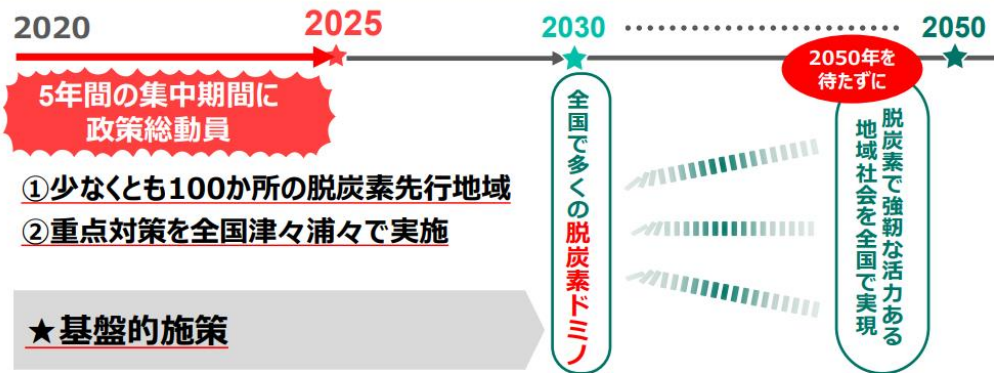 2020
2025
2030
2050
5年間の集中期間に
政策総動員
①少なくとも100か所の脱炭素先行地域
②重点対策を全国津々浦々で実施
★基盤的施策
全国で多くの脱炭素ドミノ
2050年を
待たずに
脱炭素で強靭な活力ある
地域社会を全国で実現